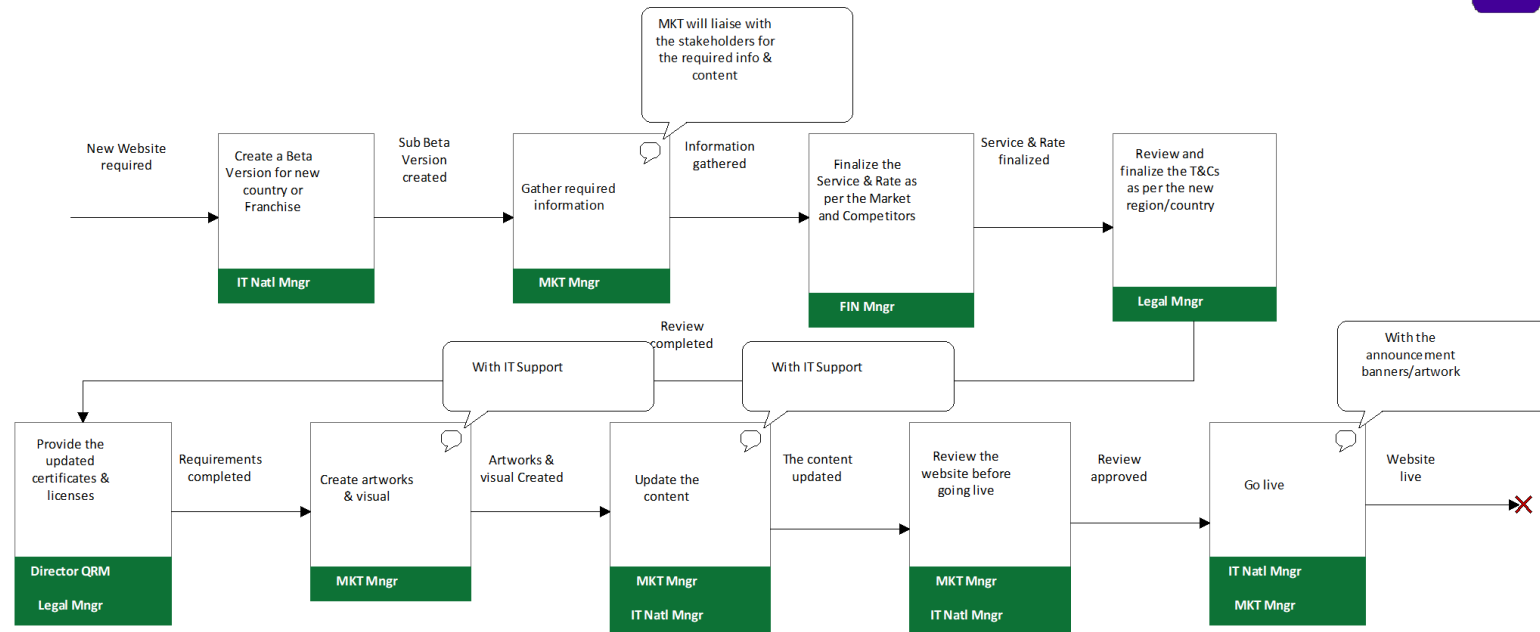 MKT will liaise with
the stakeholders for
the required info &
content
New Website
required
Create a Beta
Version for new
country or
Franchise
IT Natl Mngr
Sub Beta
Version
created
Gather required
information
MKT Mngr
Information
gathered
Finalize the
Service & Rate as
per the Market
and Competitors
FIN Mngr
Service & Rate
finalized
Review and
finalize the T&Cs
as per the new
region/country
Legal Mngr
Review
completed
Provide the
updated
certificates &
licenses
Director QRM
Legal Mngr
Requirements
completed
With IT Support
Create artworks
& visual
MKT Mngr
Artworks &
visual Created
With IT Support
Update the
content
MKT Mngr
IT Natl Mngr
The content
updated
Review the
website before
going live
MKT Mngr
IT Natl Mngr
Review
approved
With the
announcement
banners/artwork
Go live
IT Natl Mngr
MKT Mngr
Website
live